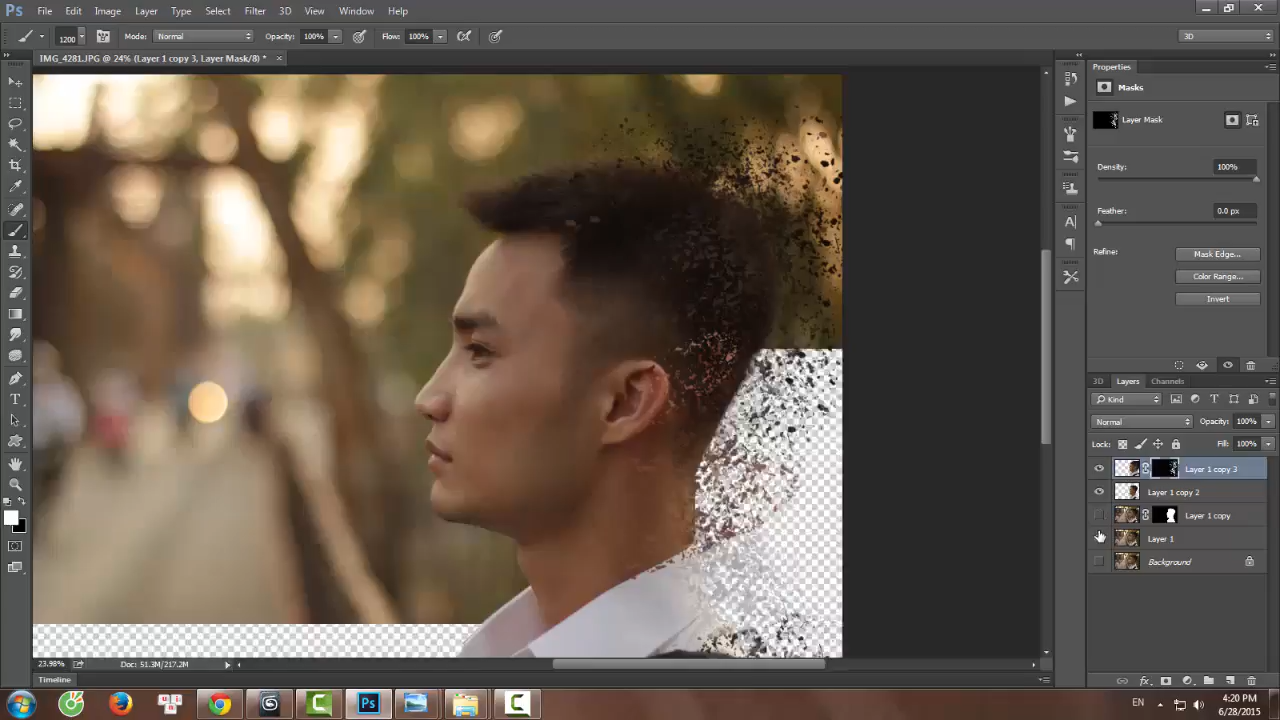 Ps File Edit Image Layer Type Select Filter 3D View Window Help
1200 Mode: Normal Opacity: 100% Flow: 100% 3D
IMG_4281.JPG @ 24% (Layer 1 copy 3, Layer Mask/8) * ×
Properties
Masks
Layer Mask
Density: 100%
Feather: 0.0 px
Refine: Mask Edge...
Color Range...
Invert
3D Layers Channels
Kind
Normal Opacity: 100%
Lock: Fill: 100%
Layer 1 copy 3
Layer 1 copy 2
Layer 1 copy
Layer 1
Background
23.98% Doc: 51.3M/217.2M
Timeline
EN 4:20 PM
6/28/2015